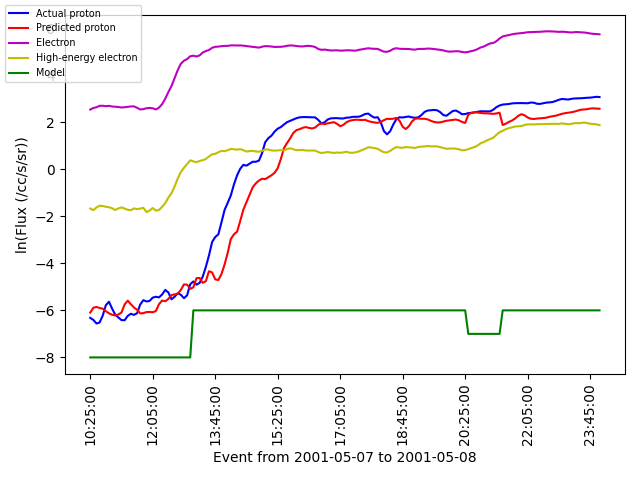 Actual proton
Predicted proton
Electron
High-energy electron
Model
ln(Flux (/cc/s/sr))
2
0
−2
−4
−6
−8
10:25:00
12:05:00
13:45:00
15:25:00
17:05:00
18:45:00
20:25:00
22:05:00
23:45:00
Event from 2001-05-07 to 2001-05-08